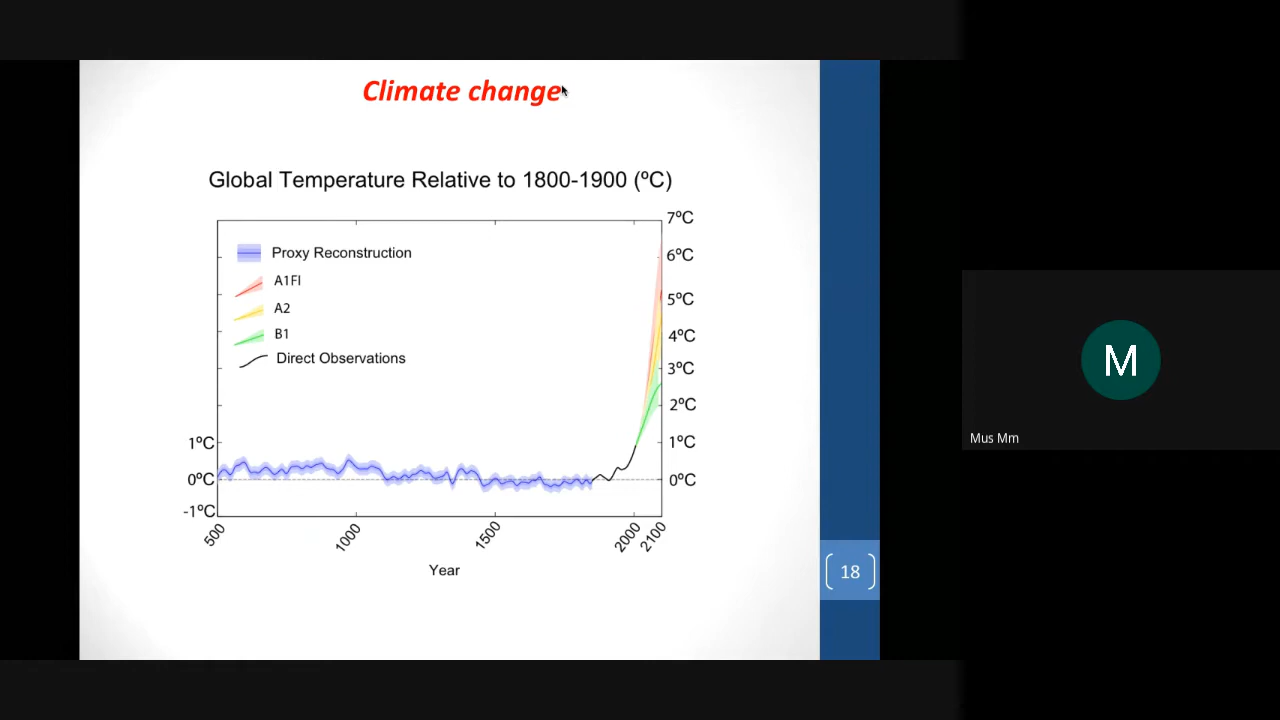 Climate change
Global Temperature Relative to 1800-1900 (ºC)
Proxy Reconstruction
A1FI
A2
B1
Direct Observations
7ºC
6ºC
5ºC
4ºC
3ºC
2ºC
1ºC 1ºC
0ºC 0ºC
-1ºC
500 1000 1500 2000 2100
Year
18
M
Mus Mm